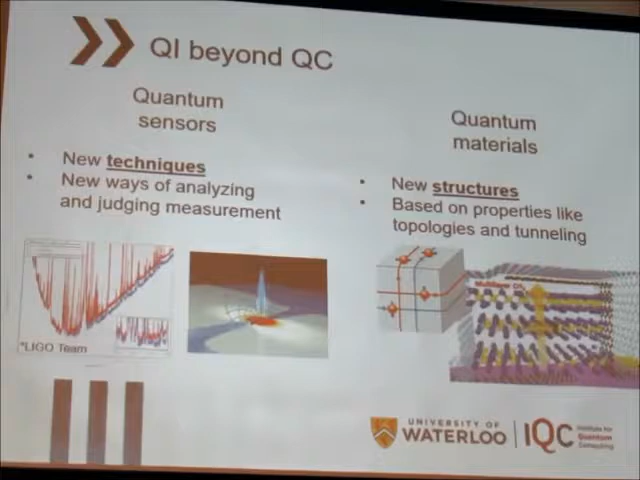 QI beyond QC
Quantum
sensors
• New techniques
• New ways of analyzing
and judging measurement
*LIGO Team
Quantum
materials
• New structures
• Based on properties like
topologies and tunneling
UNIVERSITY OF
WATERLOO
IQC
Institute for
Quantum
Computing